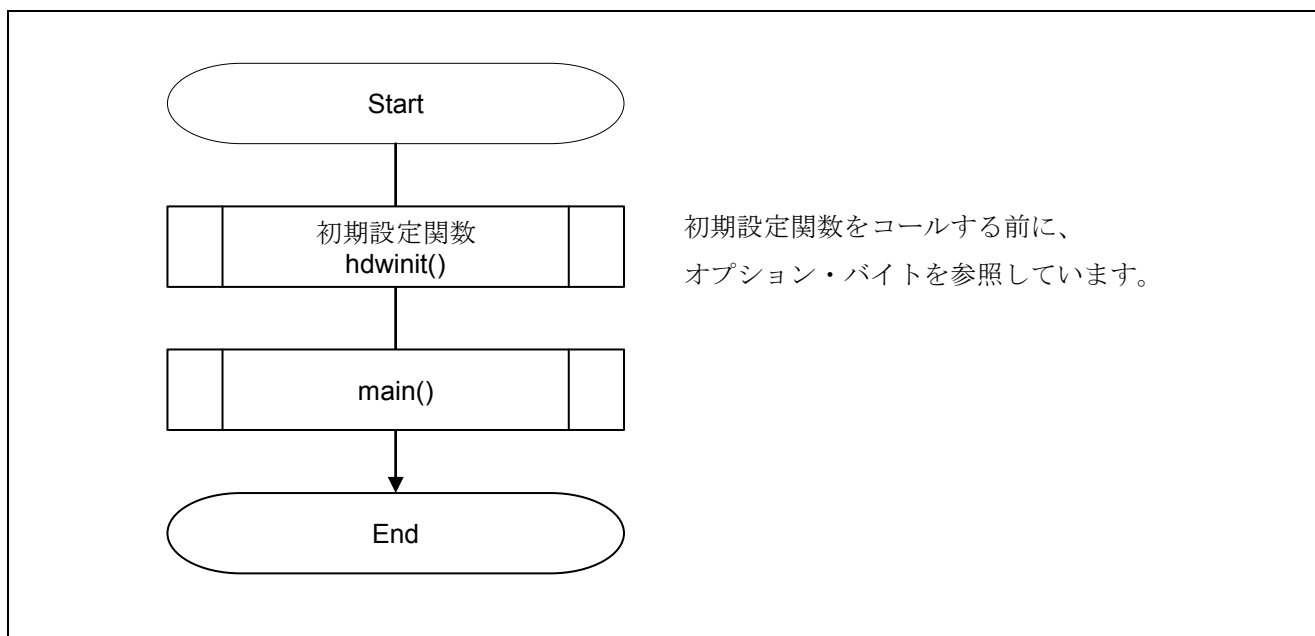 Start
初期設定関数
hdwinit()
初期設定関数をコールする前に、
オプション・バイトを参照しています。
main()
End